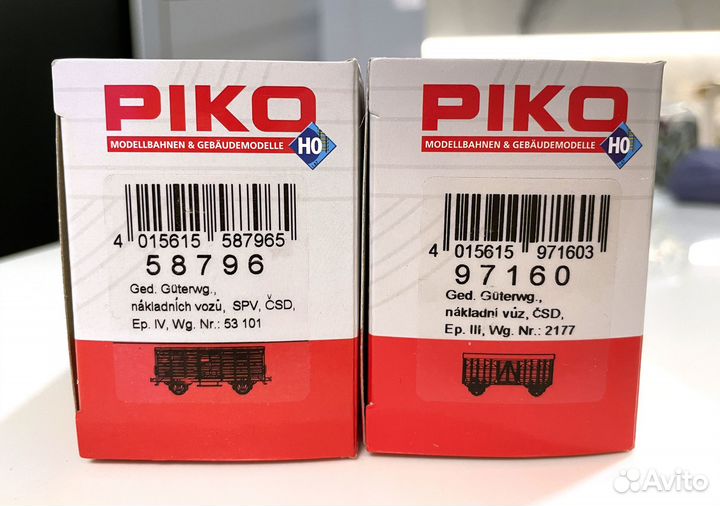 PIKO
MODELLBAHNEN & GEBÄUDEMODELLE
H0
4 015615 587965
58796
Ged. Güterwg.,
nákladních vozů, SPV, ČSD,
Ep. IV, Wg. Nr.: 53 101
PIKO
MODELLBAHNEN & GEBÄUDEMODELLE
H0
4 015615 971603
97160
Ged. Güterwg.,
nákladní vůz, ČSD,
Ep. III, Wg. Nr.: 2177
Avito